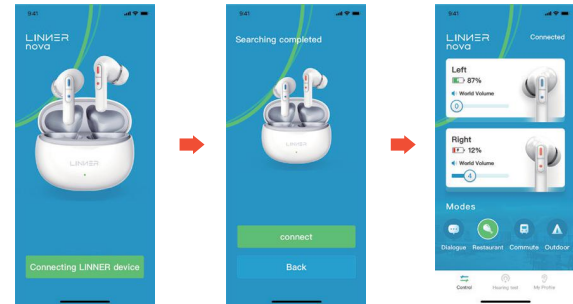 9:41
LINNER
nova
LINNER
Connecting LINNER device
9:41
Searching completed
LINNER
connect
Back
9:41
LINNER
nova
Connected
Left
87%
World Volume
0
Right
12%
World Volume
4
Modes
Dialogue Restaurant Commute Outdoor
Control Hearing test My Profile